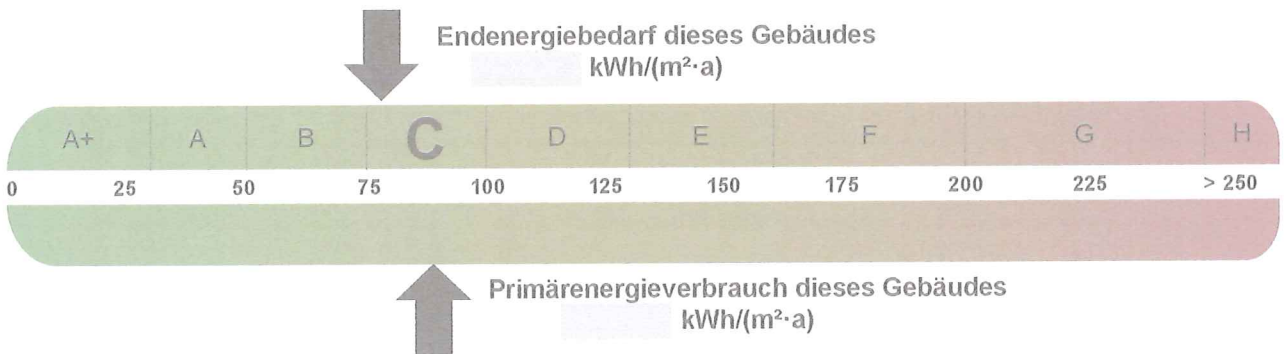 Endenergiebedarf dieses Gebäudes
kWh/(m²·a)
A+ A B C D E F G H
0 25 50 75 100 125 150 175 200 225 > 250
Primärenergieverbrauch dieses Gebäudes
kWh/(m²·a)